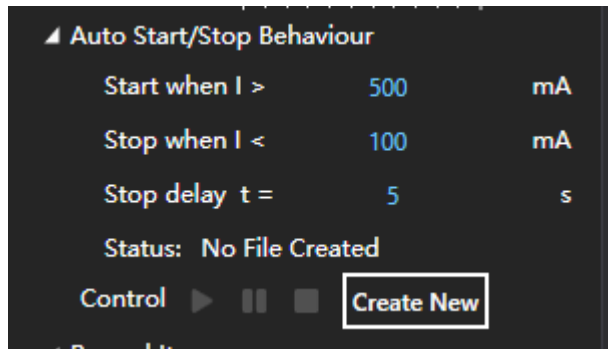 Auto Start/Stop Behaviour
Start when I > 500 mA
Stop when I < 100 mA
Stop delay t = 5 s
Status: No File Created
Control Create New